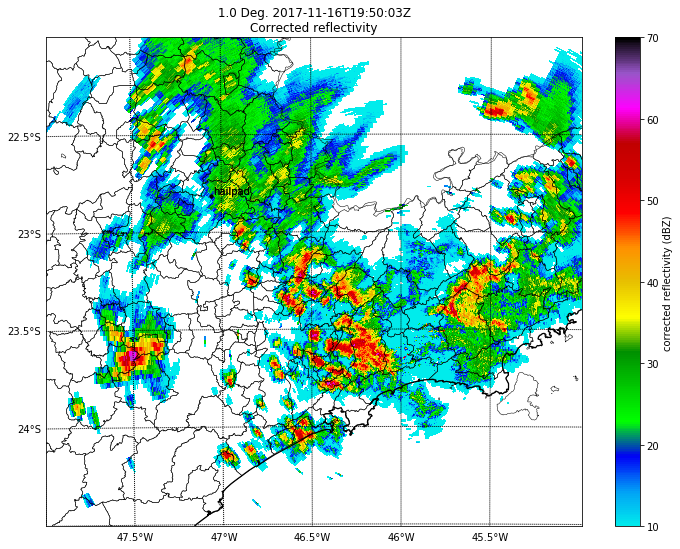 1.0 Deg. 2017-11-16T19:50:03Z
Corrected reflectivity
70
60
50
40
30
20
10
corrected reflectivity (dBZ)
22.5°S
23°S
23.5°S
24°S
hailpad
47.5°W
47°W
46.5°W
46°W
45.5°W